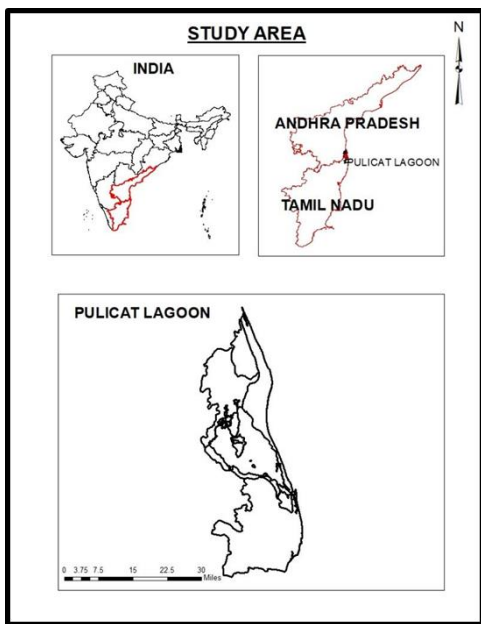 STUDY AREA
N
INDIA
ANDHRA PRADESH
PULICAT LAGOON
TAMIL NADU
PULICAT LAGOON
0 3.75 7.5 15 22.5 30
Miles